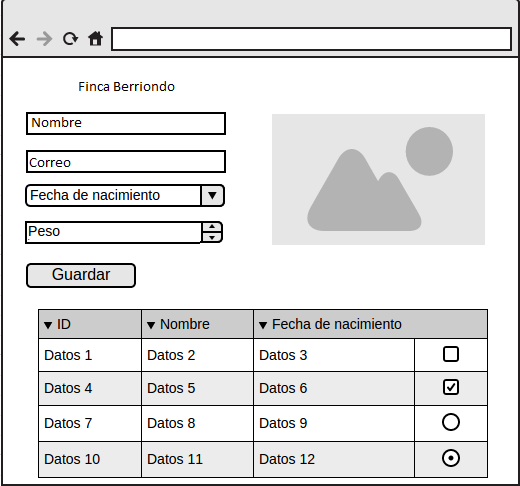 Finca Berriondo
Nombre
Correo
Fecha de nacimiento
Peso
Guardar
ID Nombre Fecha de nacimiento
Datos 1 Datos 2 Datos 3
Datos 4 Datos 5 Datos 6
Datos 7 Datos 8 Datos 9
Datos 10 Datos 11 Datos 12